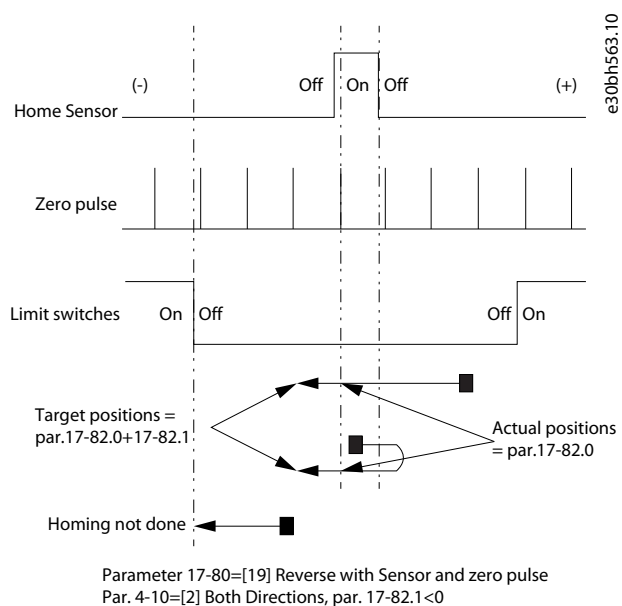 e30bh563.10
(-)
Off
On
Off
(+)
Home Sensor
Zero pulse
Limit switches
On
Off
Off
On
Target positions =
par.17-82.0+17-82.1
Actual positions
= par.17-82.0
Homing not done
Parameter 17-80=[19] Reverse with Sensor and zero pulse
Par. 4-10=[2] Both Directions, par. 17-82.1<0